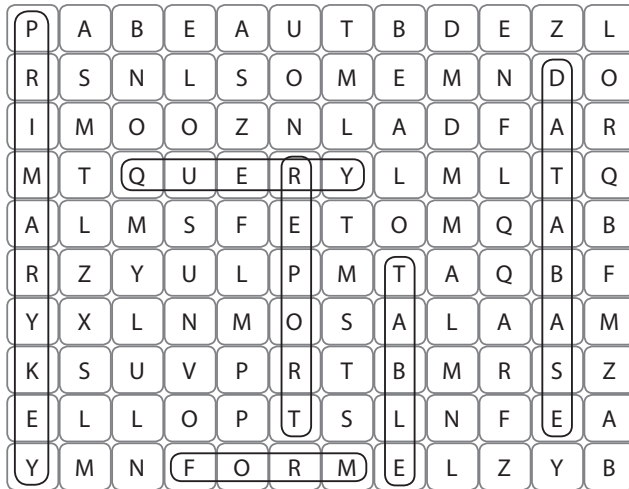 P A B E A U T B D E Z L
R S N L S O M E M N D O
I M O O Z N L A D F A R
M T Q U E R Y L M L T Q
A L M S F E T O M Q A B
R Z Y U L P M T A Q B F
Y X L N M O S A L A A M
K S U V P R T B M R S Z
E L L O P T S L N F E A
Y M N F O R M E L Z Y B